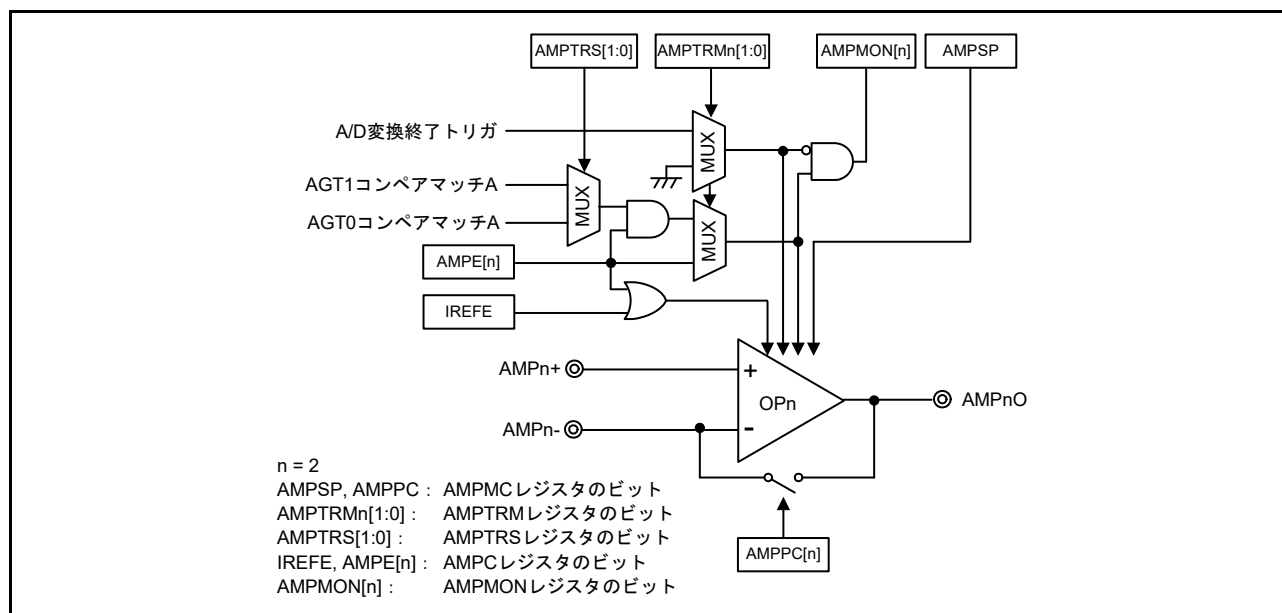 AMPTRS[1:0]
AMPTRMn[1:0]
AMPMON[n]
AMPSP
A/D変換終了トリガ
MUX
AGT1コンペアマッチA
MUX
AGT0コンペアマッチA
MUX
AMPE[n]
IREFE
AMPn+
+
OPn
AMPnO
AMPn-
-
n = 2
AMPSP, AMPPC : AMPMCレジスタのビット
AMPTRMn[1:0] : AMPTRMレジスタのビット
AMPTRS[1:0] : AMPTRSレジスタのビット
IREFE, AMPE[n] : AMPCレジスタのビット
AMPMON[n] : AMPMONレジスタのビット
AMPPC[n]